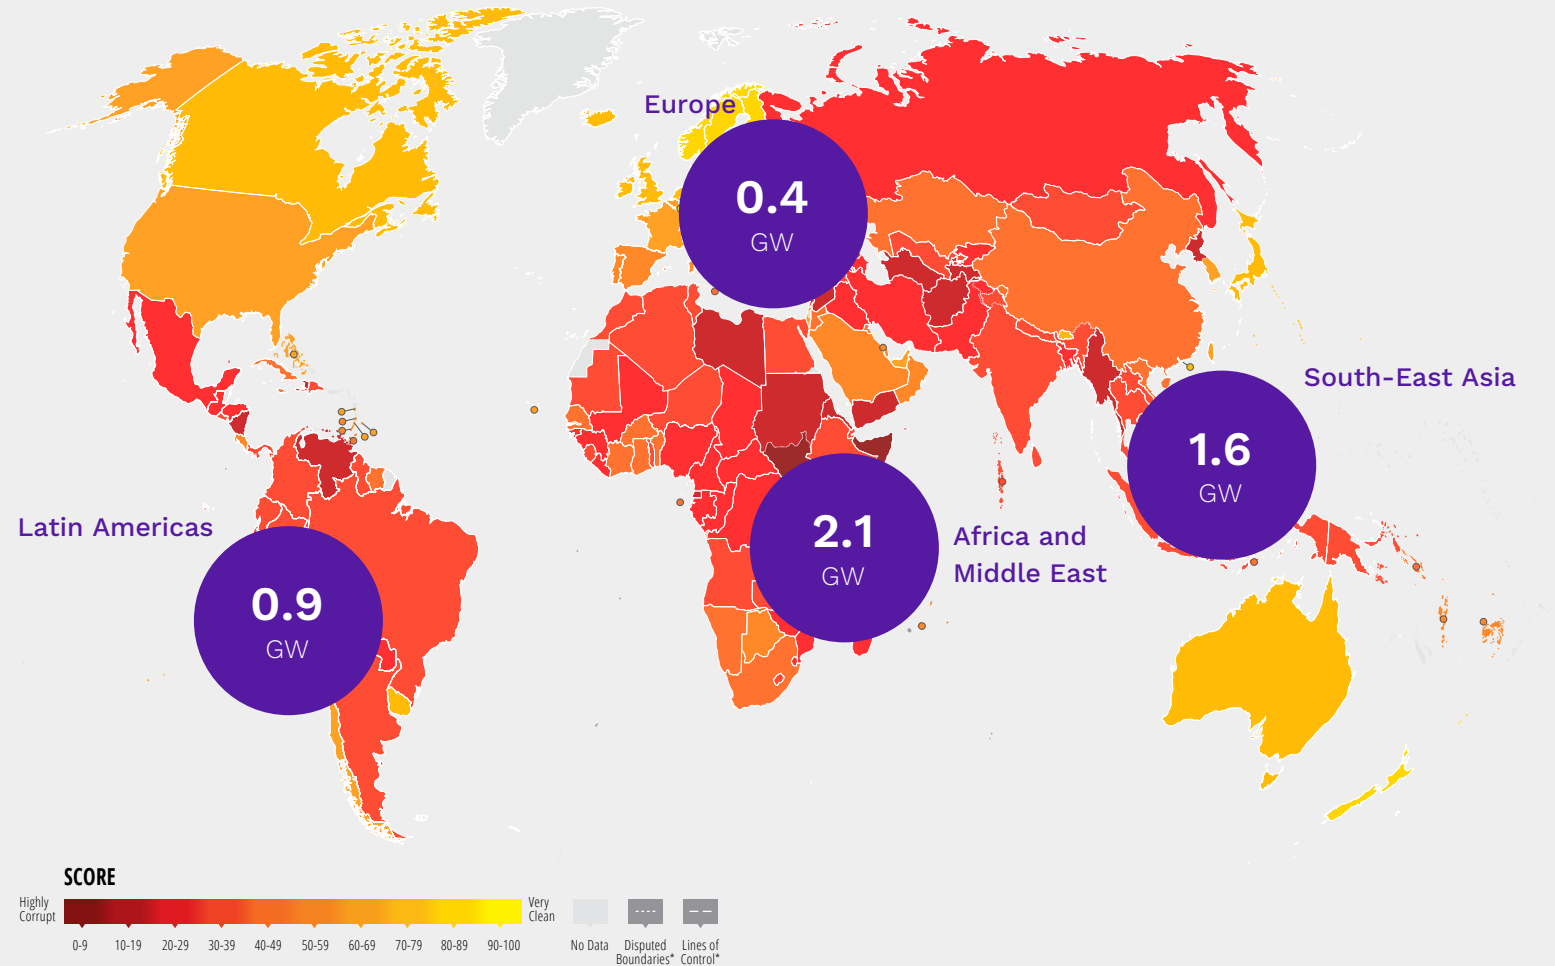 Europe
0.4
GW
South-East Asia
1.6
GW
Latin Americas
0.9
GW
2.1
GW
Africa and
Middle East
SCORE
Highly
Corrupt
Very
Clean
0-9
10-19
20-29
30-39
40-49
50-59
60-69
70-79
80-89
90-100
No Data
Disputed
Boundaries*
Lines of
Control*